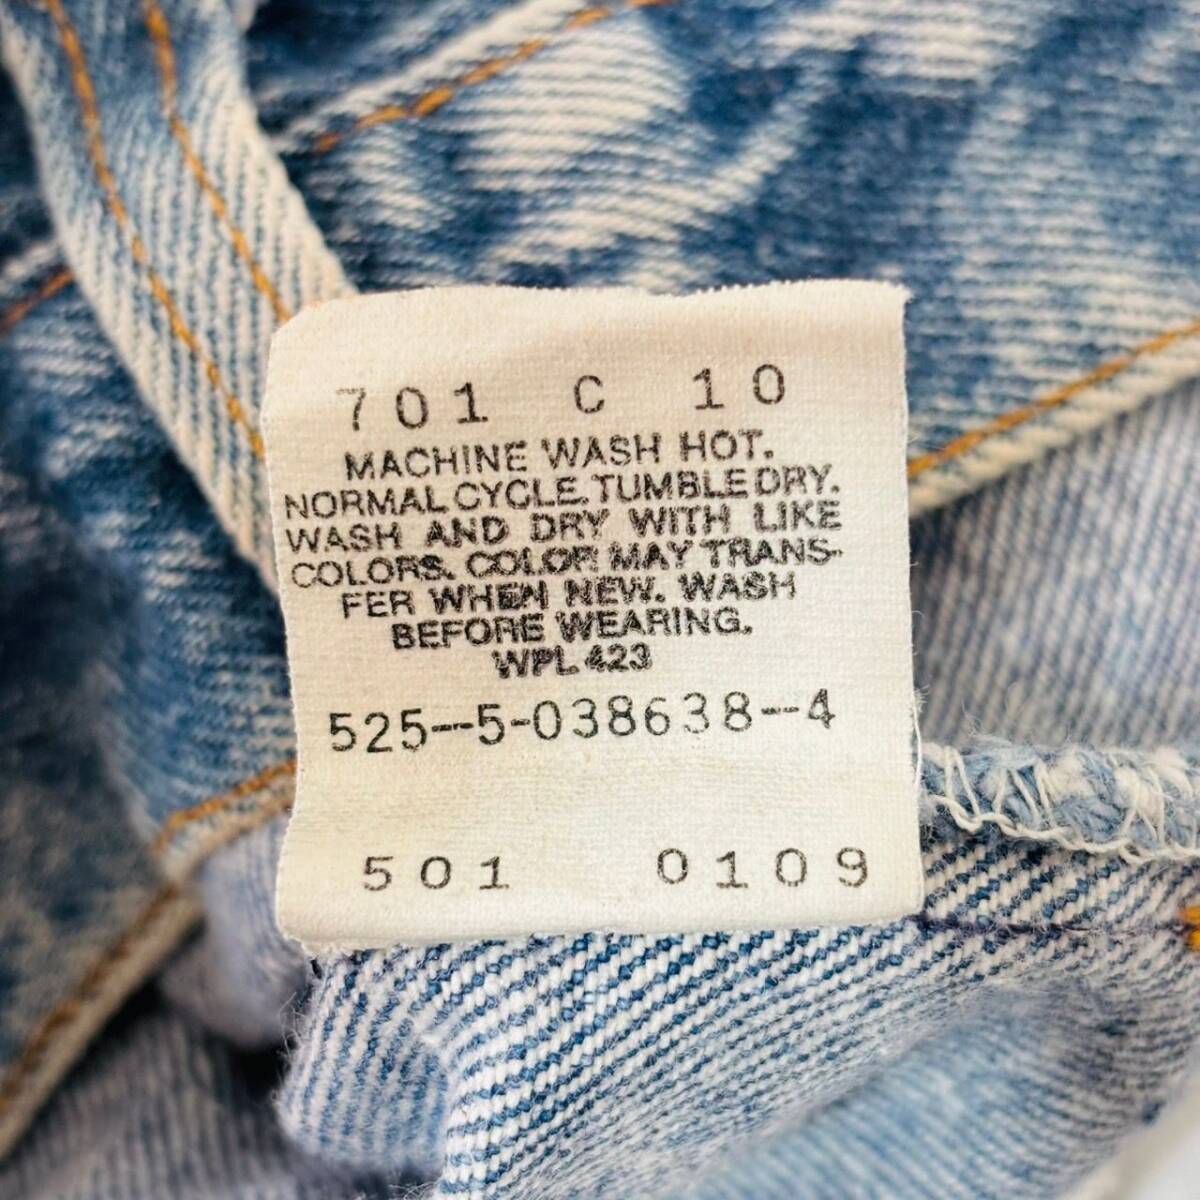 701 C 10
MACHINE WASH HOT.
NORMAL CYCLE. TUMBLE DRY.
WASH AND DRY WITH LIKE
COLORS. COLOR MAY TRANS-
FER WHEN NEW. WASH
BEFORE WEARING.
WPL 423
525--5-038638--4
501 0109